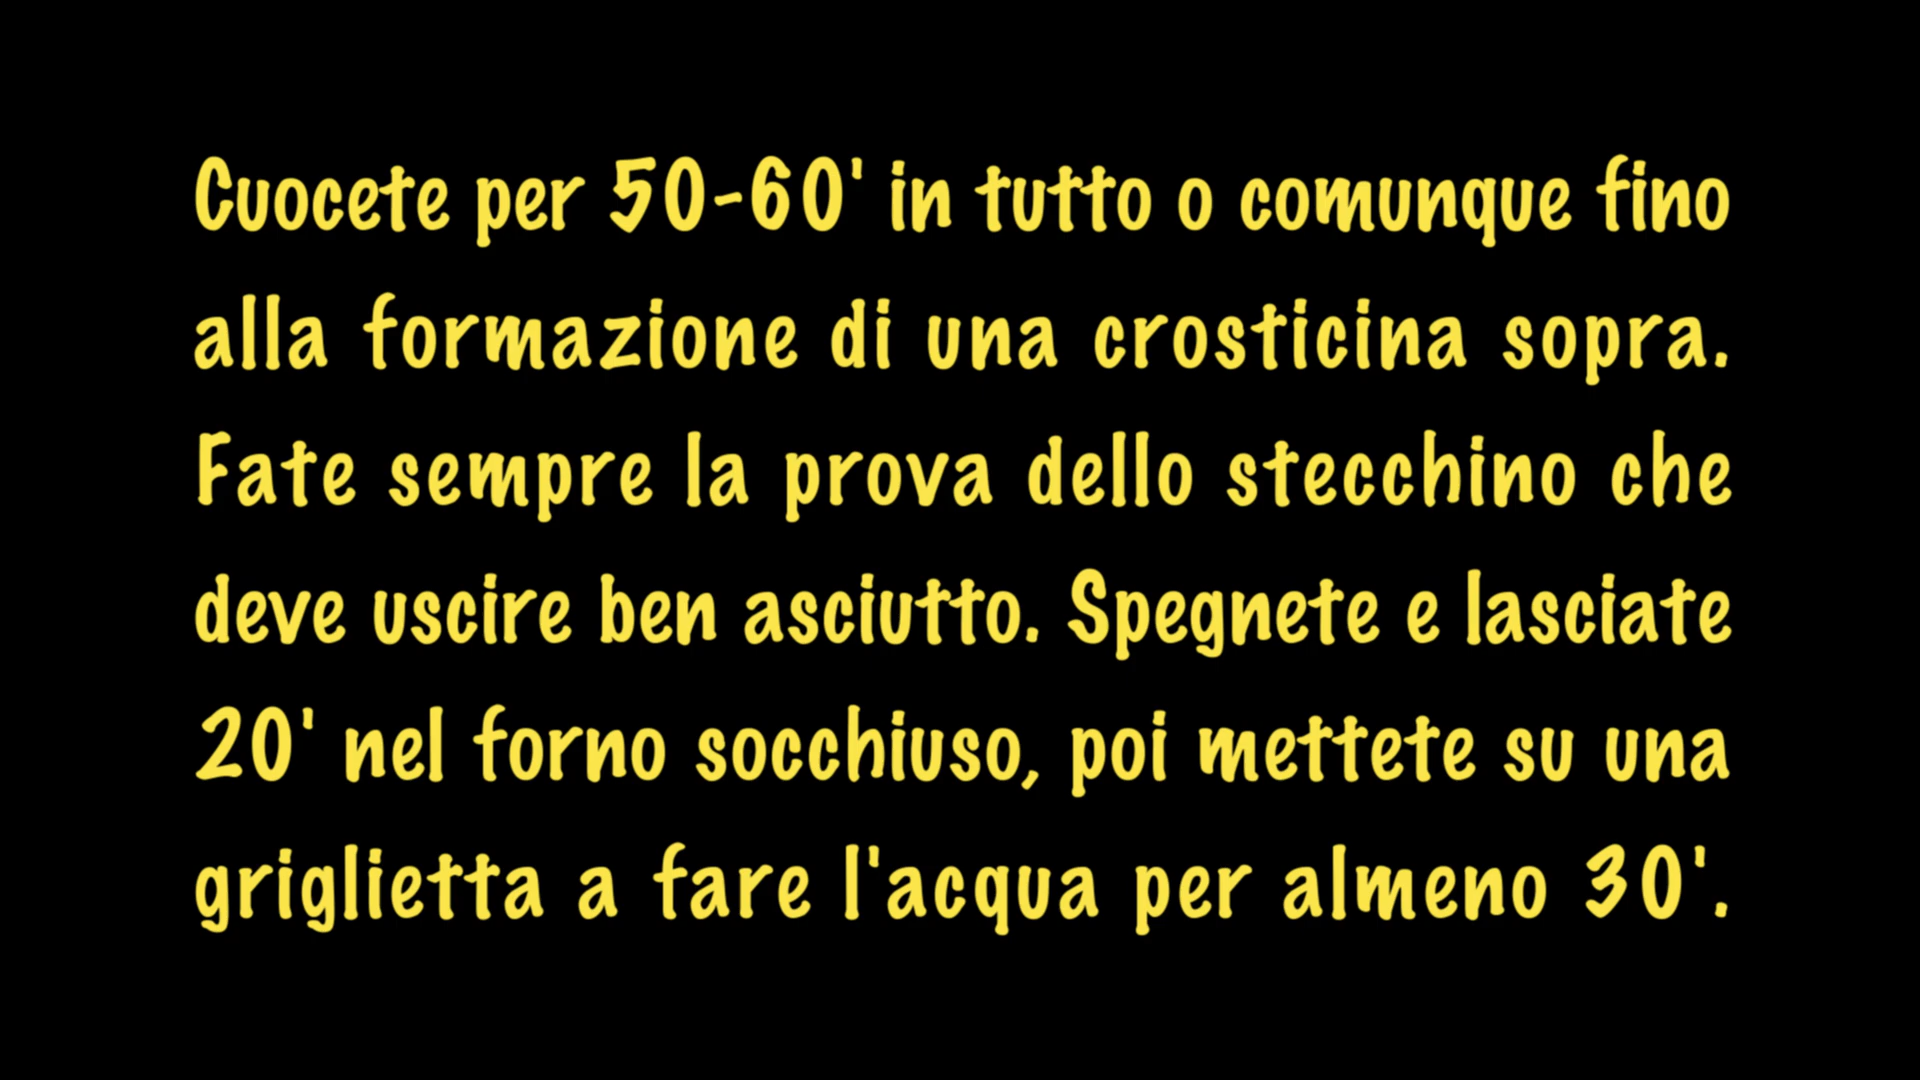 Cuocete per 50-60' in tutto o comunque fino
alla formazione di una crosticina sopra.
Fate sempre la prova dello stecchino che
deve uscire ben asciutto. Spegnete e lasciate
20' nel forno socchiuso, poi mettete su una
griglietta a fare l'acqua per almeno 30'.